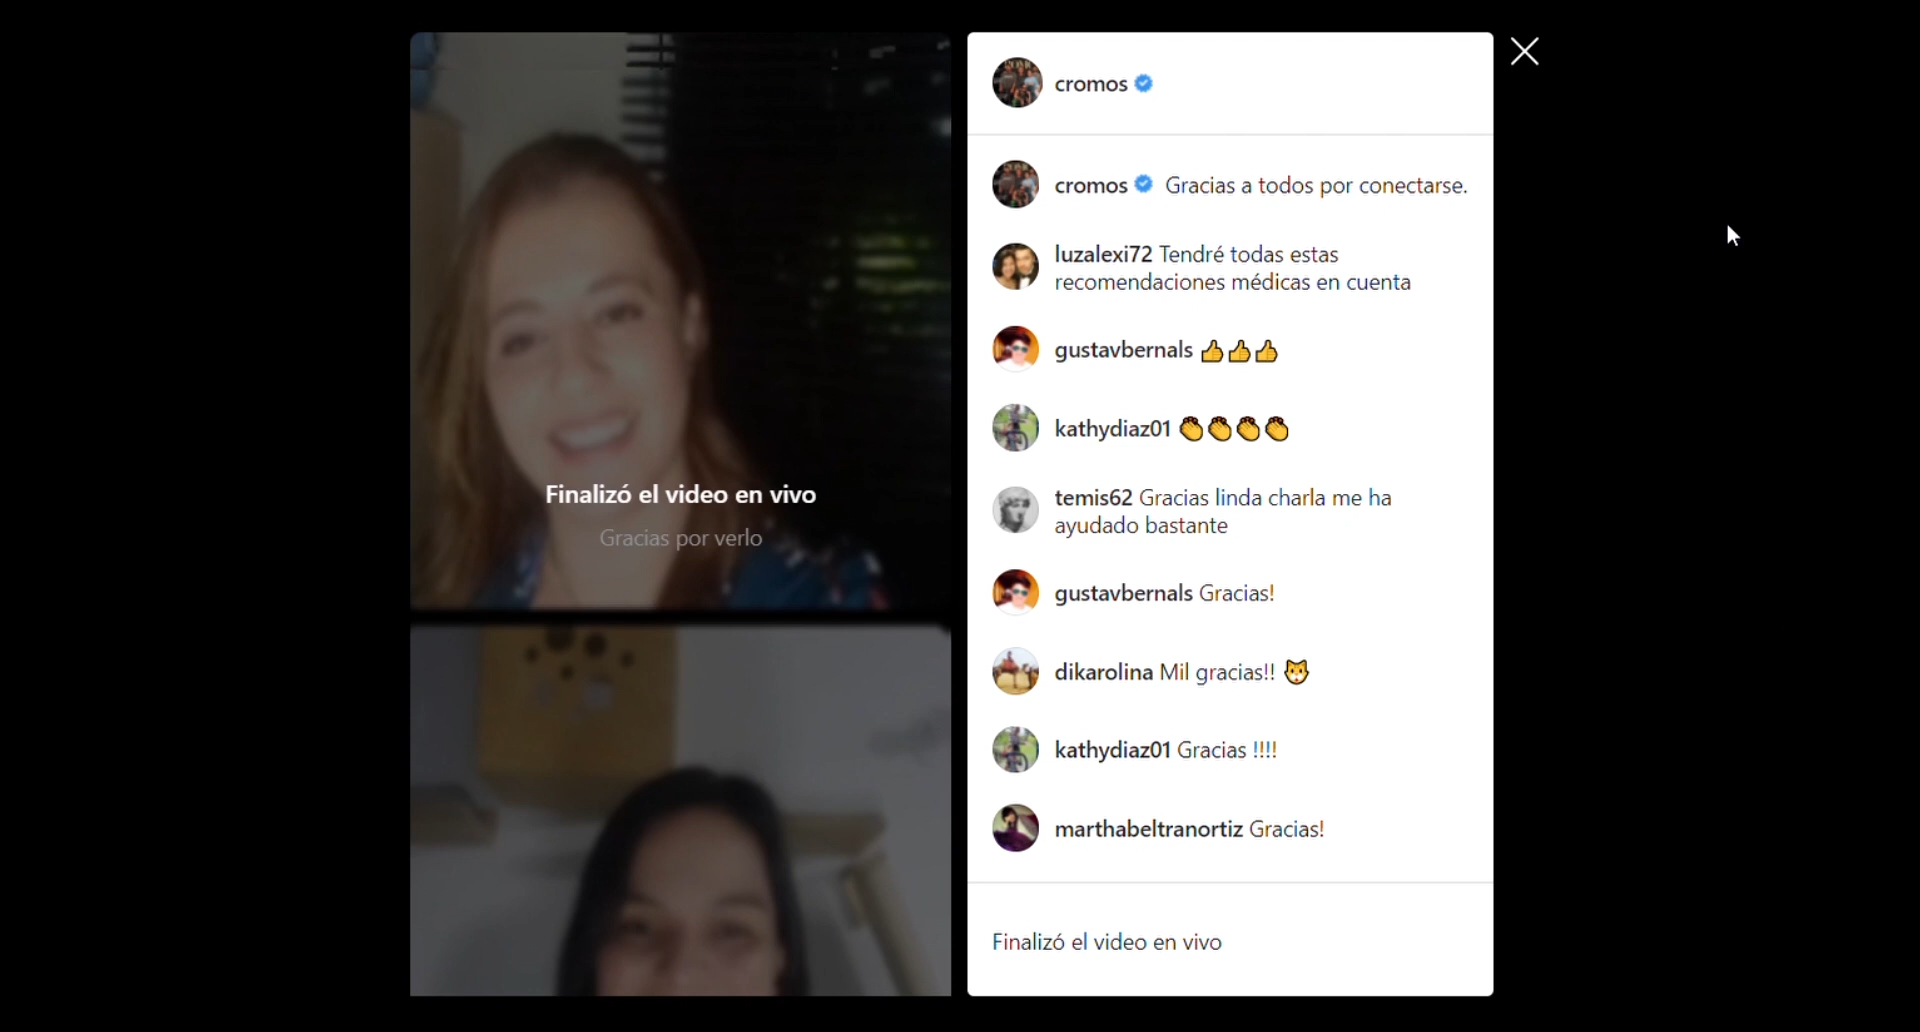 Finalizó el video en vivo
Gracias por verlo
cromos
cromos Gracias a todos por conectarse.
luzalexi72 Tendré todas estas
recomendaciones médicas en cuenta
gustavbernals 👍👍👍
kathydiaz01 👏👏👏👏
temis62 Gracias linda charla me ha
ayudado bastante
gustavbernals Gracias!
dikarolina Mil gracias!! 🐱
kathydiaz01 Gracias !!!!
marthabeltranortiz Gracias!
Finalizó el video en vivo